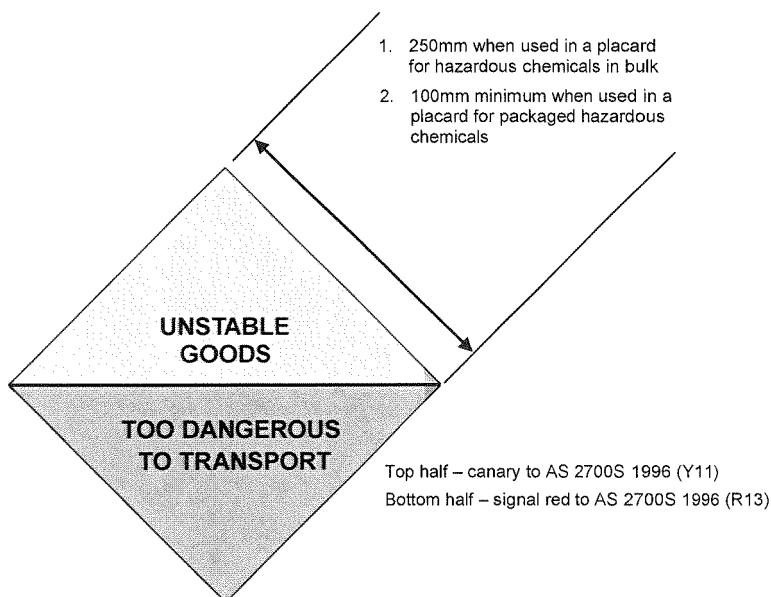 1. 250mm when used in a placard
for hazardous chemicals in bulk
2. 100mm minimum when used in a
placard for packaged hazardous
chemicals
UNSTABLE
GOODS
TOO DANGEROUS
TO TRANSPORT
Top half – canary to AS 2700S 1996 (Y11)
Bottom half – signal red to AS 2700S 1996 (R13)